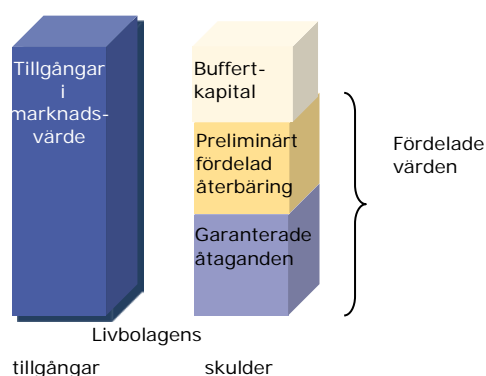 Tillgångar
i
marknads-
värde
Buffert-
kapital
Preliminärt
fördelad
återbäring
Garanterade
åtaganden
Fördelade
värden
Livbolagens
tillgångar
skulder